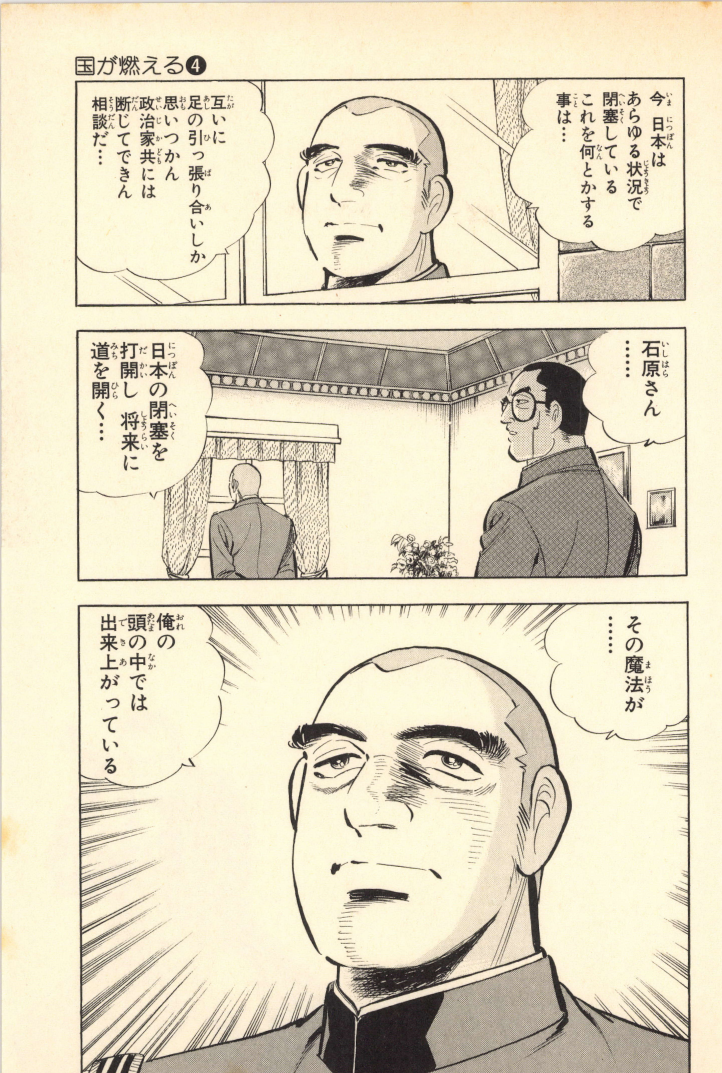 国が燃える❹
今 日本は
あらゆる状況で
閉塞している
これを何とかする
事は…
互いに
足の引っ張り合いしか
思いつかん
政治家共には
断じてできん
相談だ…
石原さん
……
日本の閉塞を
打開し 将来に
道を開く…
その魔法が
……
俺の
頭の中では
出来上がっている